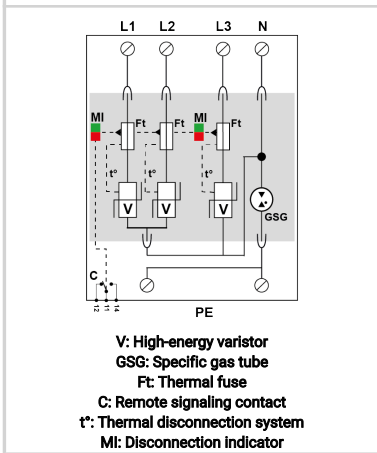 L1 L2 L3 N
MI Ft Ft MI Ft
t° t° t°
V V V GSG
C
12 11 14
PE
V: High-energy varistor
GSG: Specific gas tube
Ft: Thermal fuse
C: Remote signaling contact
t°: Thermal disconnection system
MI: Disconnection indicator